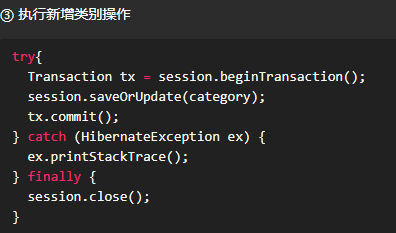 ③ 执行新增类别操作
try{
  Transaction tx = session.beginTransaction();
  session.saveOrUpdate(category);
  tx.commit();
} catch (HibernateException ex) {
  ex.printStackTrace();
} finally {
  session.close();
}